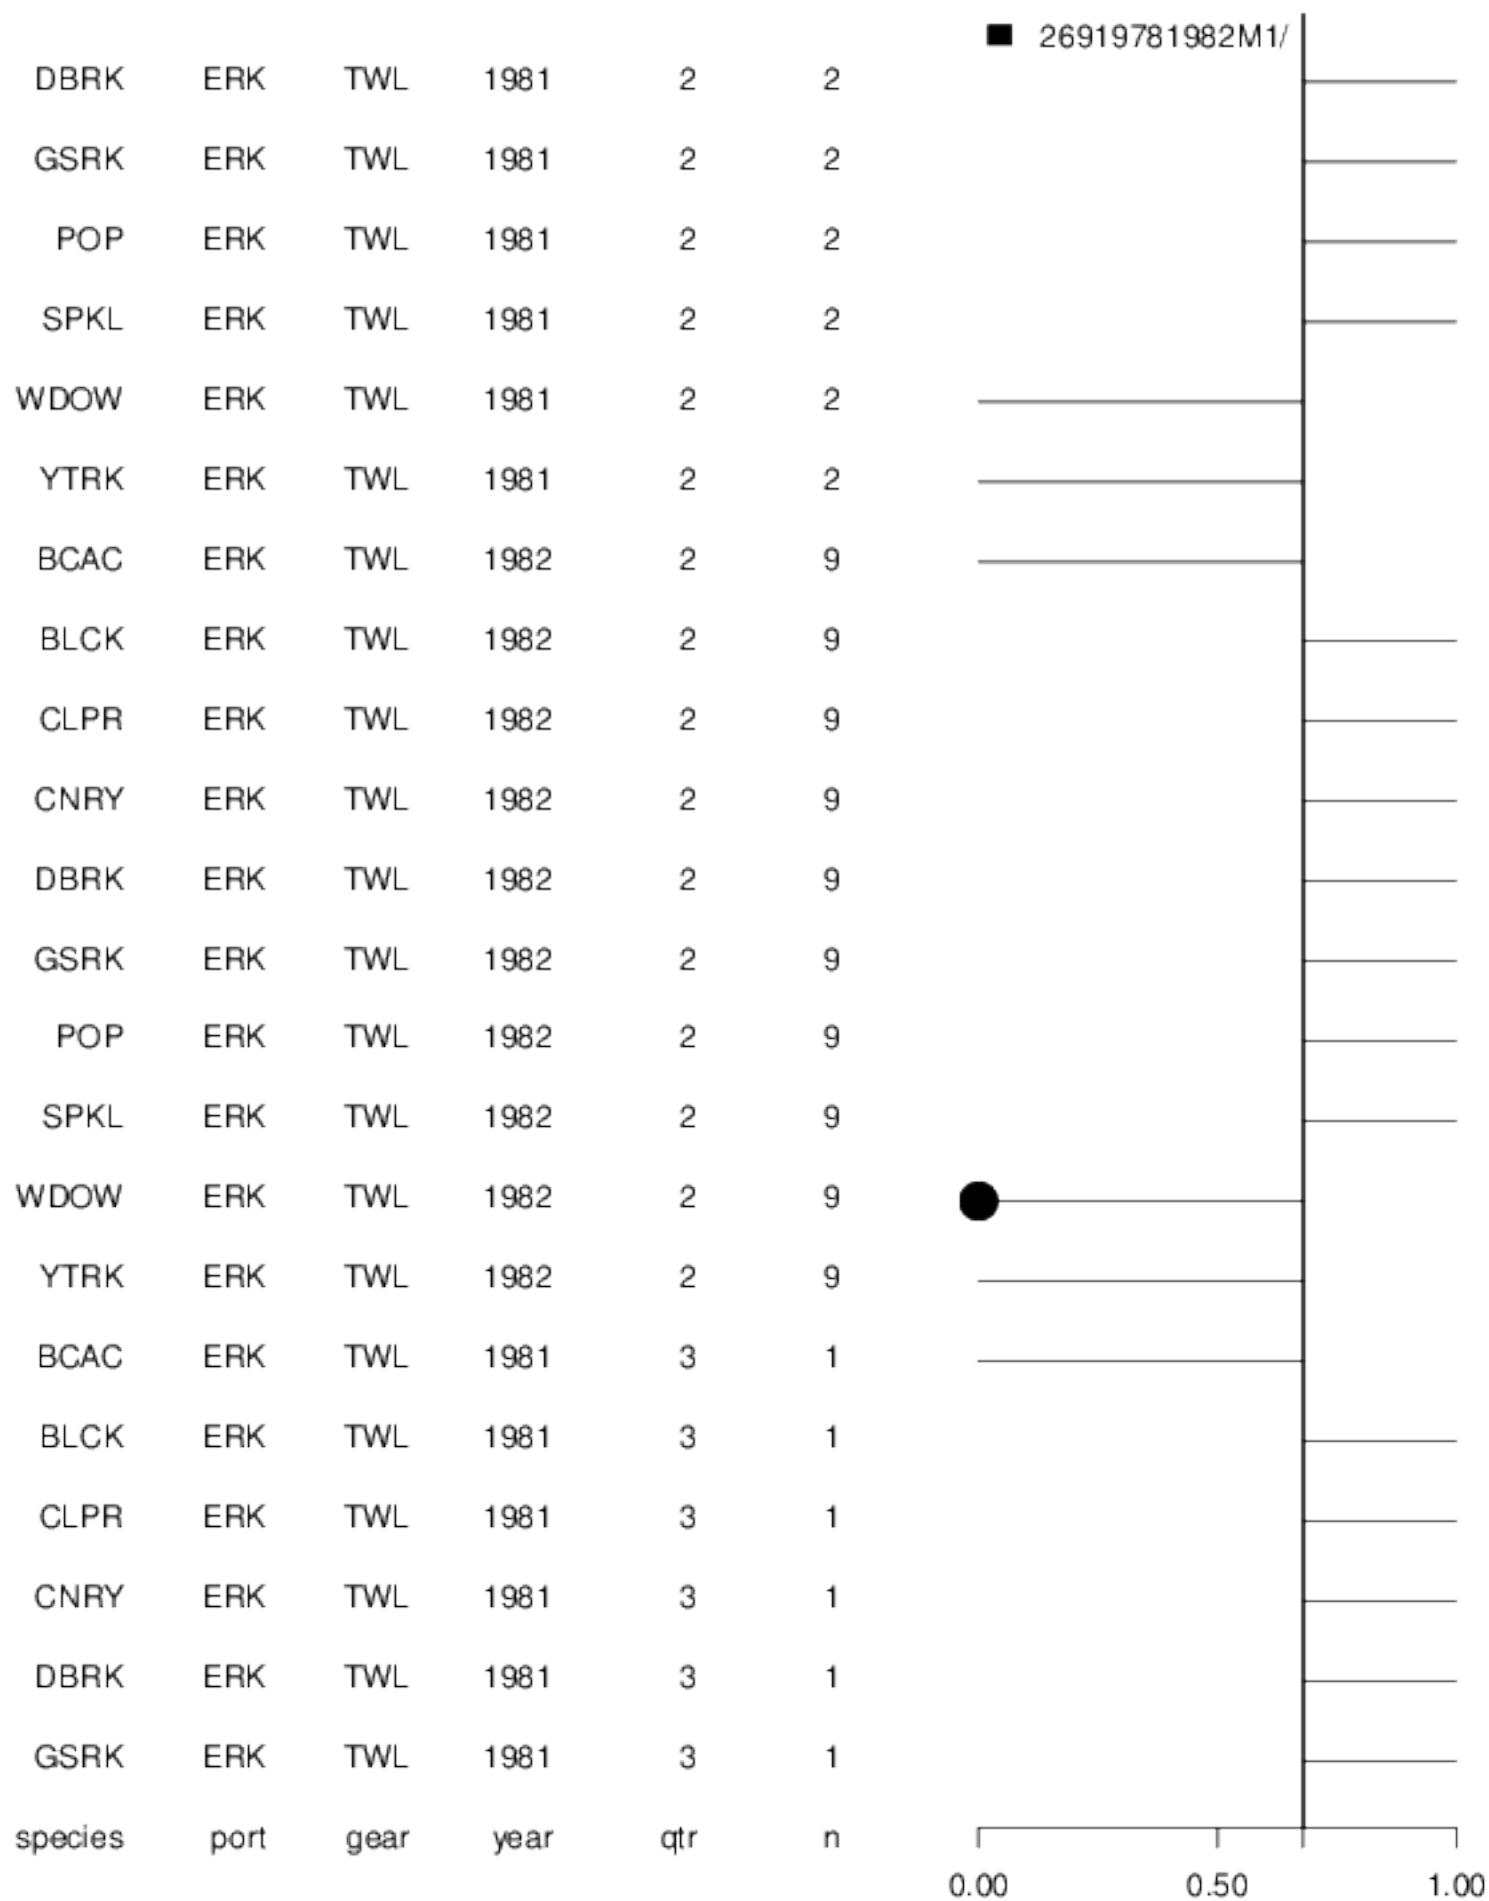 26919781982M1/
DBRK ERK TWL 1981 2 2
GSRK ERK TWL 1981 2 2
POP ERK TWL 1981 2 2
SPKL ERK TWL 1981 2 2
WDOW ERK TWL 1981 2 2
YTRK ERK TWL 1981 2 2
BCAC ERK TWL 1982 2 9
BLCK ERK TWL 1982 2 9
CLPR ERK TWL 1982 2 9
CNRY ERK TWL 1982 2 9
DBRK ERK TWL 1982 2 9
GSRK ERK TWL 1982 2 9
POP ERK TWL 1982 2 9
SPKL ERK TWL 1982 2 9
WDOW ERK TWL 1982 2 9
YTRK ERK TWL 1982 2 9
BCAC ERK TWL 1981 3 1
BLCK ERK TWL 1981 3 1
CLPR ERK TWL 1981 3 1
CNRY ERK TWL 1981 3 1
DBRK ERK TWL 1981 3 1
GSRK ERK TWL 1981 3 1
species port gear year qtr n
0.00 0.50 1.00